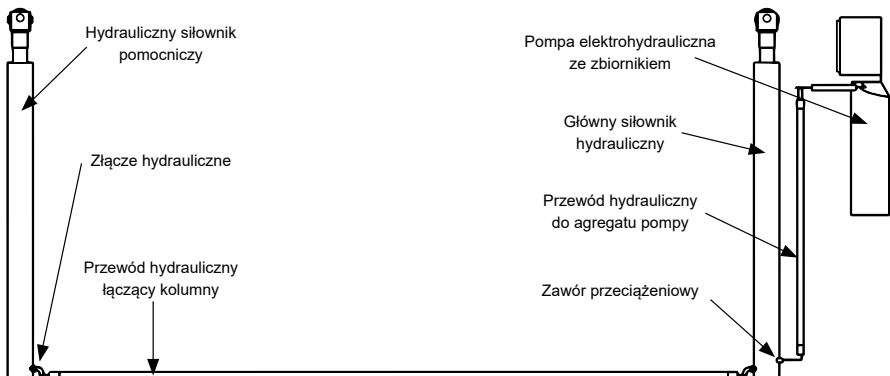 Hydrauliczny siłownik
pomocniczy
Złącze hydrauliczne
Przewód hydrauliczny
łączący kolumny
Pompa elektrohydrauliczna
ze zbiornikiem
Główny siłownik
hydrauliczny
Przewód hydrauliczny
do agregatu pompy
Zawór przeciążeniowy